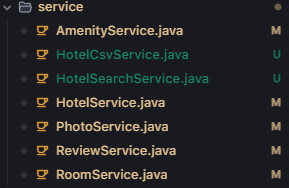 service
AmenityService.java M
HotelCsvService.java U
HotelSearchService.java U
HotelService.java M
PhotoService.java M
ReviewService.java M
RoomService.java M